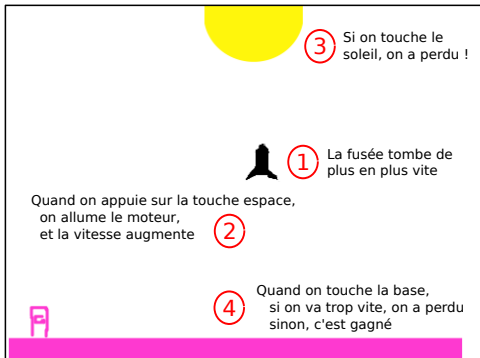 3
Si on touche le
soleil, on a perdu !
1
La fusée tombe de
plus en plus vite
Quand on appuie sur la touche espace,
on allume le moteur,
et la vitesse augmente
2
4
Quand on touche la base,
si on va trop vite, on a perdu
sinon, c'est gagné